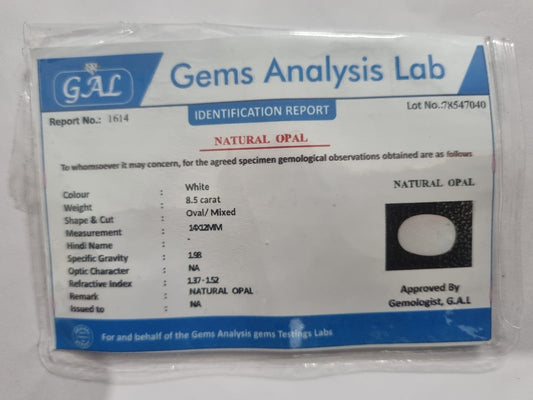 GAL
Gems Analysis Lab
IDENTIFICATION REPORT
Report No.: 1614
Lot No.:78547040
NATURAL OPAL
To whomsoever it may concern, for the agreed specimen gemological observations obtained are as follows
Colour : White
Weight : 8.5 carat
Shape & Cut : Oval/ Mixed
Measurement : 14X12MM
Hindi Name : -
Specific Gravity : 1.98
Optic Character : NA
Refractive Index : 1.37-1.52
Remark : NATURAL OPAL
Issued to : NA
NATURAL OPAL
Approved By
Gemologist, G.A.L
For and behalf of the Gems Analysis gems Testings Labs